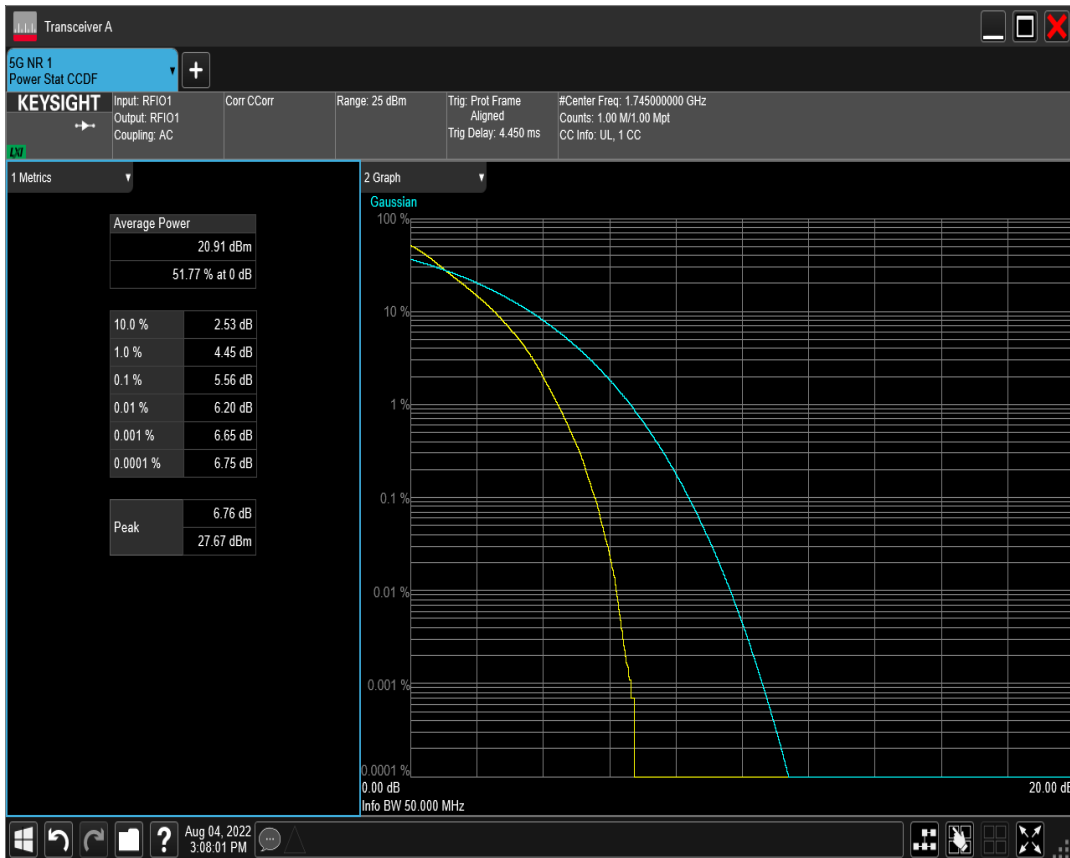 Transceiver A
5G NR 1
Power Stat CCDF
+
KEYSIGHT
LXI
Input: RFIO1
Output: RFIO1
Coupling: AC
Corr CCorr
Range: 25 dBm
Trig: Prot Frame
Aligned
Trig Delay: 4.450 ms
#Center Freq: 1.745000000 GHz
Counts: 1.00 M/1.00 Mpt
CC Info: UL, 1 CC
1 Metrics
Average Power
20.91 dBm
51.77 % at 0 dB
10.0 % 2.53 dB
1.0 % 4.45 dB
0.1 % 5.56 dB
0.01 % 6.20 dB
0.001 % 6.65 dB
0.0001 % 6.75 dB
Peak
6.76 dB
27.67 dBm
2 Graph
Gaussian
100 %
10 %
1 %
0.1 %
0.01 %
0.001 %
0.0001 %
0.00 dB
20.00 dB
Info BW 50.000 MHz
?
Aug 04, 2022
3:08:01 PM